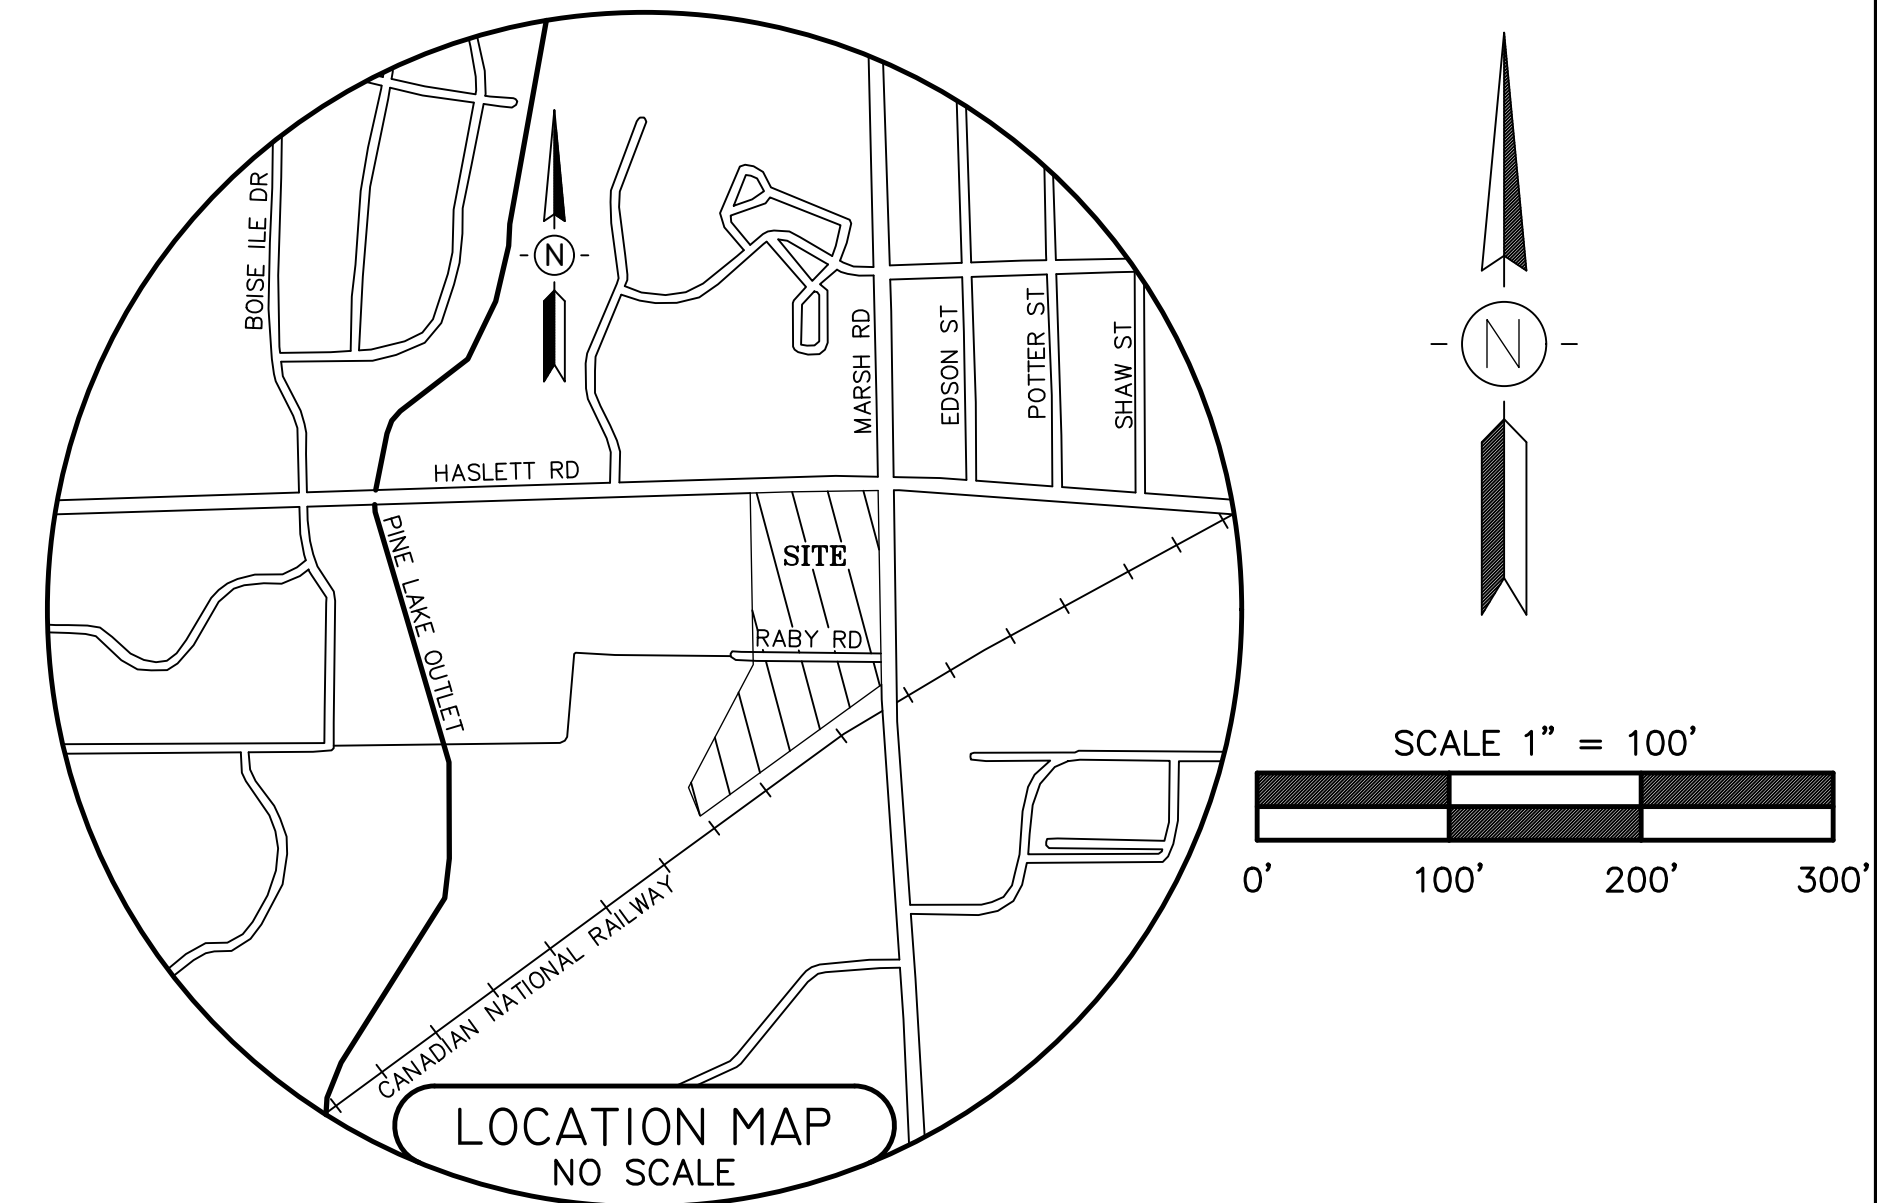 BOISE ILE DR
N
MARSH RD
EDSON ST
POTTER ST
SHAW ST
HASLETT RD
PINE LAKE OUTLET
SITE
RABY RD
CANADIAN NATIONAL RAILWAY
LOCATION MAP
NO SCALE
N
SCALE 1" = 100'
0' 100' 200' 300'